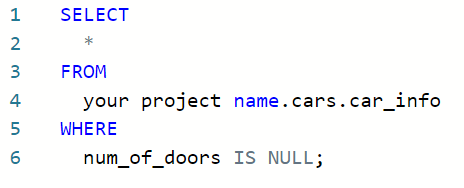 1 SELECT
2 *
3 FROM
4 your project name.cars.car_info
5 WHERE
6 num_of_doors IS NULL;